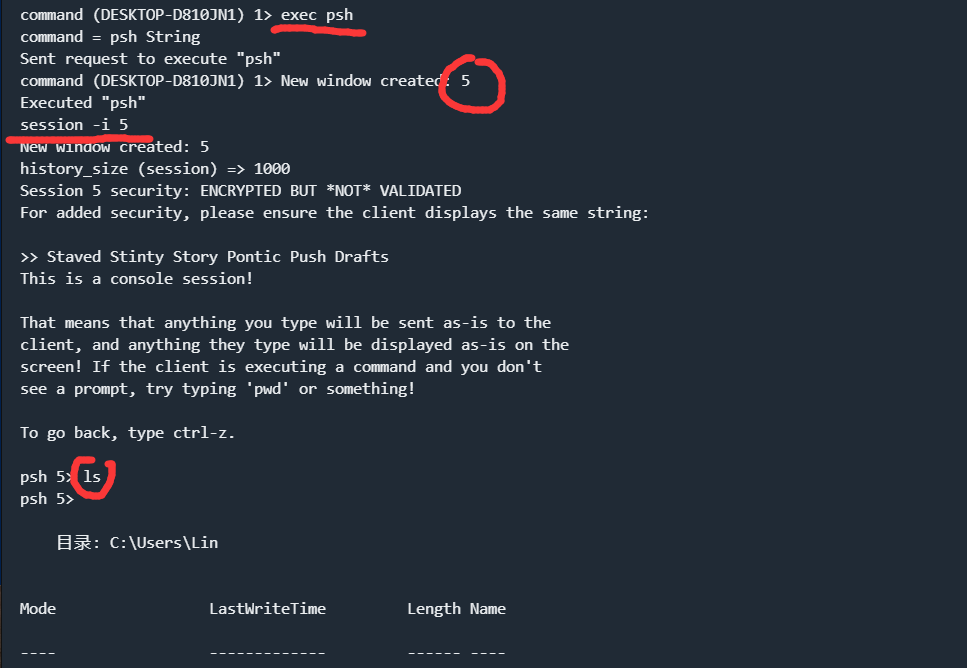 command (DESKTOP-D810JN1) 1> exec psh
command = psh String
Sent request to execute "psh"
command (DESKTOP-D810JN1) 1> New window created: 5
Executed "psh"
session -i 5
New window created: 5
history_size (session) => 1000
Session 5 security: ENCRYPTED BUT *NOT* VALIDATED
For added security, please ensure the client displays the same string:
>> Staved Stinty Story Pontic Push Drafts
This is a console session!
That means that anything you type will be sent as-is to the
client, and anything they type will be displayed as-is on the
screen! If the client is executing a command and you don't
see a prompt, try typing 'pwd' or something!
To go back, type ctrl-z.
psh 5> ls
psh 5>
目录: C:\Users\Lin
Mode LastWriteTime Length Name
---- ------------- ------ ----